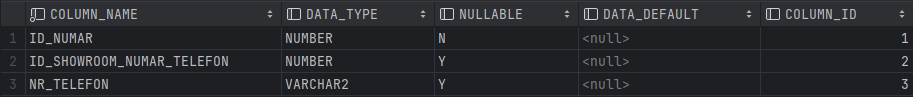 COLUMN_NAME DATA_TYPE NULLABLE DATA_DEFAULT COLUMN_ID
1 ID_NUMAR NUMBER N <null> 1
2 ID_SHOWROOM_NUMAR_TELEFON NUMBER Y <null> 2
3 NR_TELEFON VARCHAR2 Y <null> 3